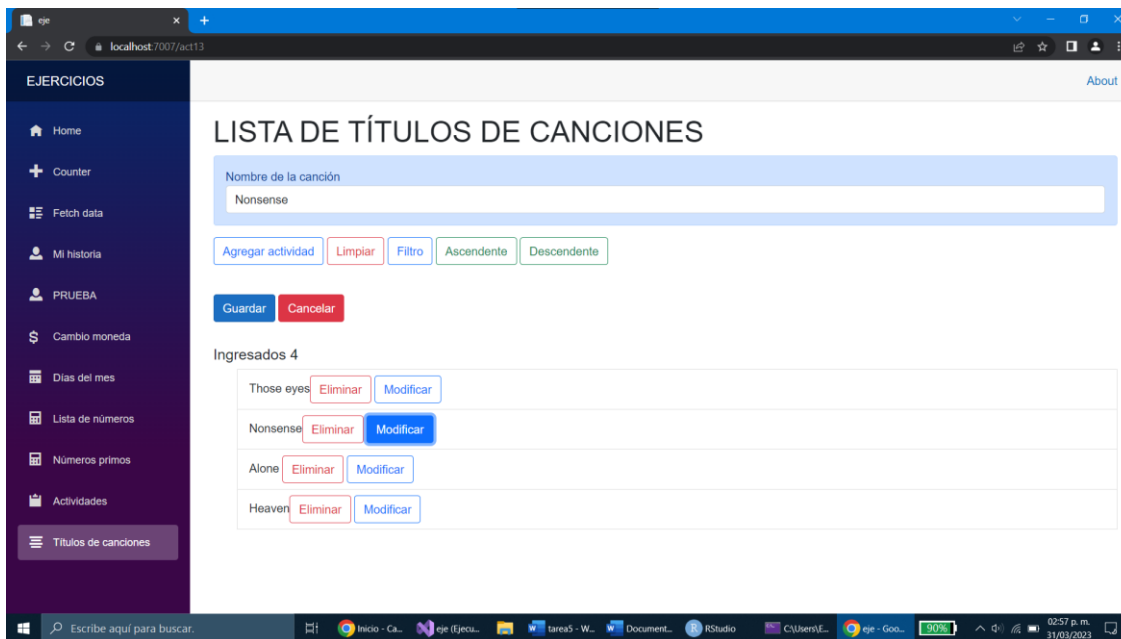 eje
localhost:7007/act13
EJERCICIOS
About
Home
Counter
Fetch data
Mi historia
PRUEBA
Cambio moneda
Días del mes
Lista de números
Números primos
Actividades
Títulos de canciones
LISTA DE TÍTULOS DE CANCIONES
Nombre de la canción
Nonsense
Agregar actividad Limpiar Filtro Ascendente Descendente
Guardar Cancelar
Ingresados 4
Those eyes Eliminar Modificar
Nonsense Eliminar Modificar
Alone Eliminar Modificar
Heaven Eliminar Modificar
Escribe aquí para buscar. Inicio - Ca... eje (Ejecu... tarea5 - W... Document... RStudio C:\Users\E... eje - Goo... 90% 02:57 p. m.
31/03/2023